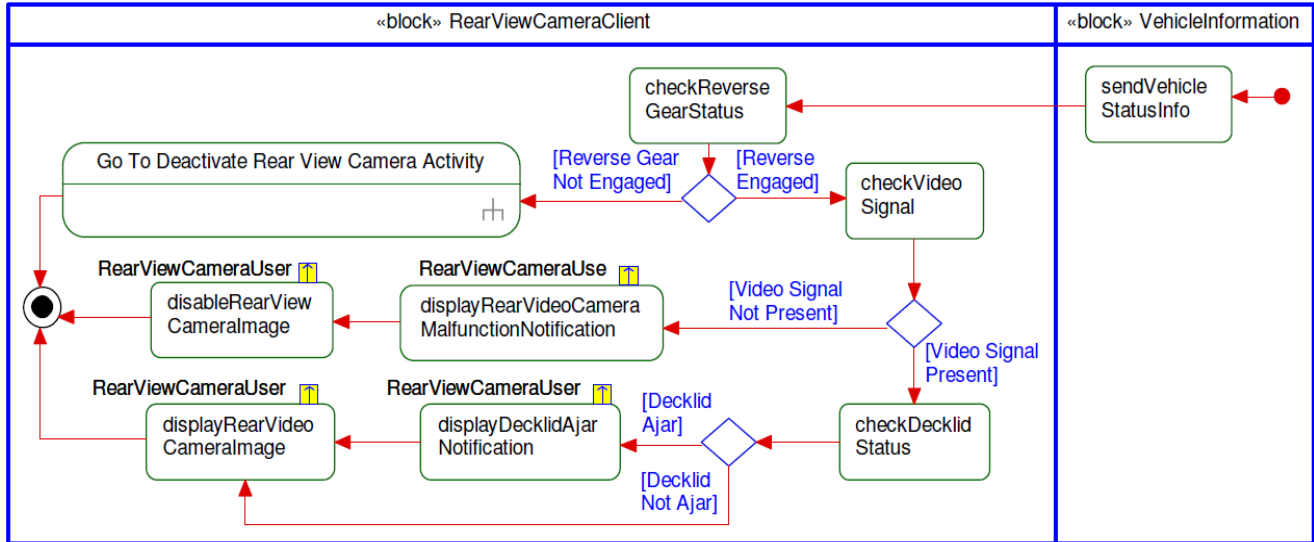 «block» RearViewCameraClient
«block» VehicleInformation
checkReverse
GearStatus
sendVehicle
StatusInfo
Go To Deactivate Rear View Camera Activity
[Reverse Gear
Not Engaged]
[Reverse
Engaged]
checkVideo
Signal
RearViewCameraUser
disableRearView
CameraImage
RearViewCameraUse
displayRearVideoCamera
MalfunctionNotification
[Video Signal
Not Present]
[Video Signal
Present]
RearViewCameraUser
displayRearVideo
CameraImage
RearViewCameraUser
displayDecklidAjar
Notification
[Decklid
Ajar]
[Decklid
Not Ajar]
checkDecklid
Status